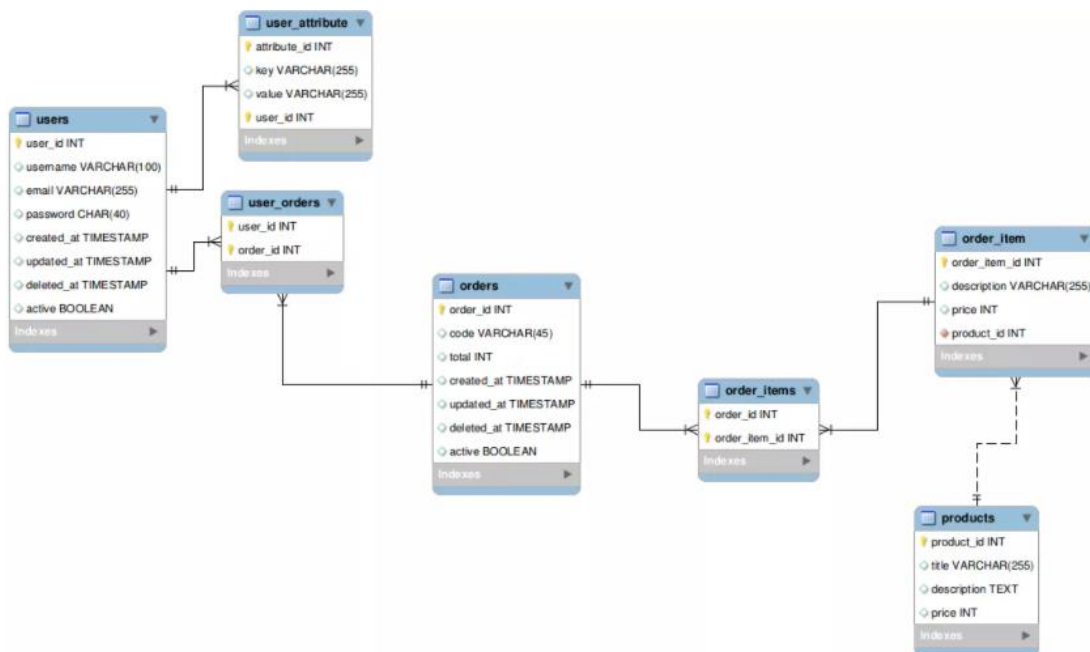 user_attribute
attribute_id INT
key VARCHAR(255)
value VARCHAR(255)
user_id INT
Indexes
users
user_id INT
username VARCHAR(100)
email VARCHAR(255)
password CHAR(40)
created_at TIMESTAMP
updated_at TIMESTAMP
deleted_at TIMESTAMP
active BOOLEAN
Indexes
user_orders
user_id INT
order_id INT
Indexes
orders
order_id INT
code VARCHAR(45)
total INT
created_at TIMESTAMP
updated_at TIMESTAMP
deleted_at TIMESTAMP
active BOOLEAN
Indexes
order_items
order_id INT
order_item_id INT
Indexes
order_item
order_item_id INT
description VARCHAR(255)
price INT
product_id INT
Indexes
products
product_id INT
title VARCHAR(255)
description TEXT
price INT
Indexes